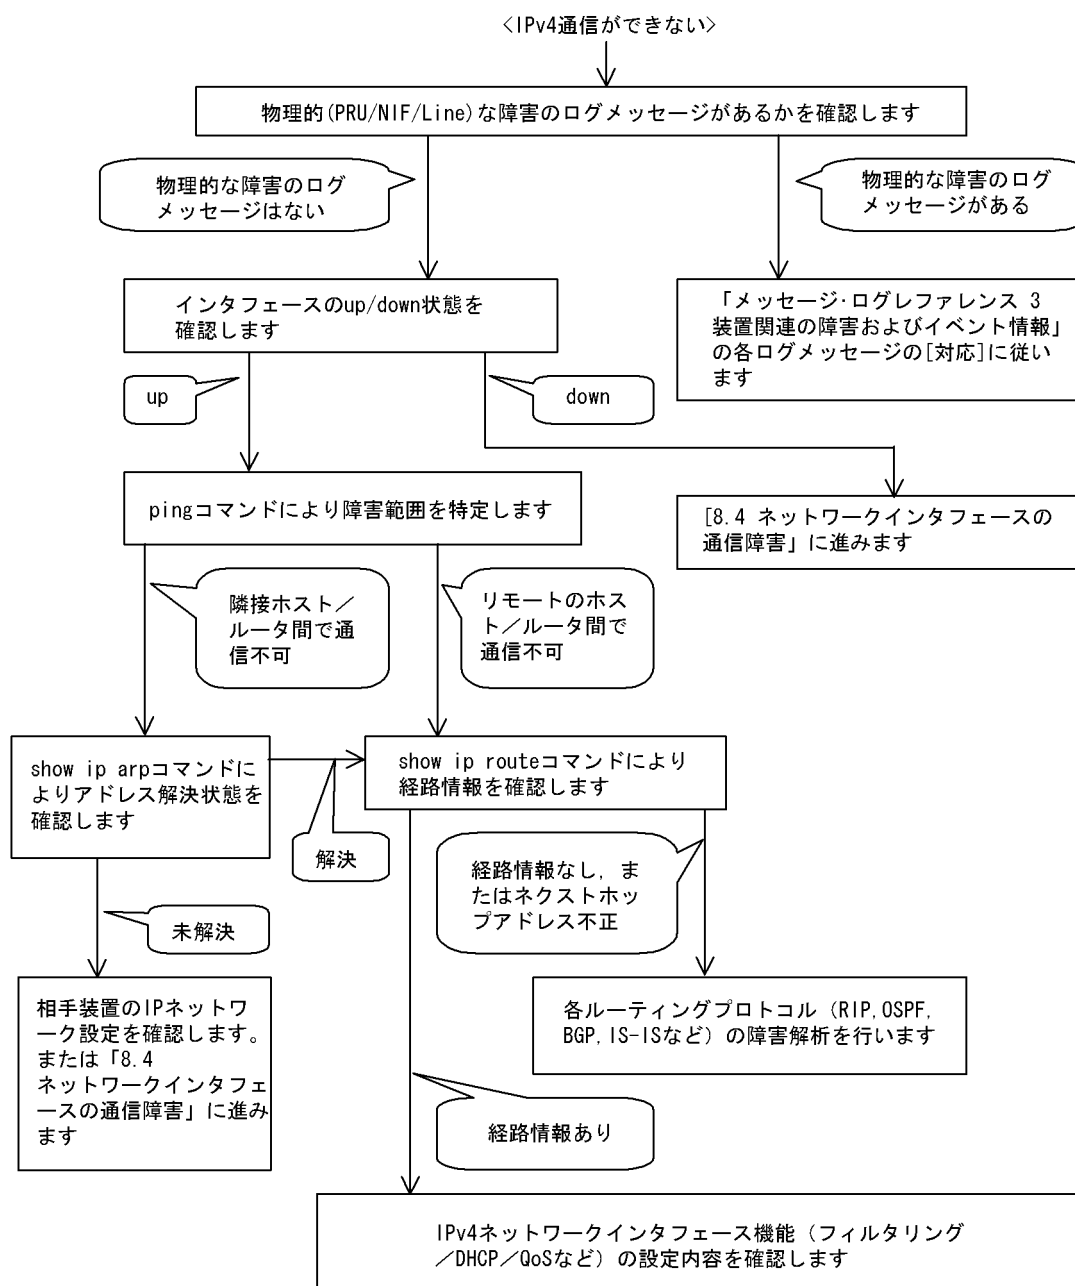 <IPv4通信ができない>
物理的(PRU/NIF/Line)な障害のログメッセージがあるかを確認します
物理的な障害のログ
メッセージはない
物理的な障害のログ
メッセージがある
インタフェースのup/down状態を
確認します
「メッセージ・ログレファレンス 3
装置関連の障害およびイベント情報」
の各ログメッセージの[対応]に従い
ます
up
down
pingコマンドにより障害範囲を特定します
[8.4 ネットワークインタフェースの
通信障害」に進みます
隣接ホスト／
ルータ間で通
信不可
リモートのホス
ト／ルータ間で
通信不可
show ip arpコマンドに
よりアドレス解決状態を
確認します
show ip routeコマンドにより
経路情報を確認します
解決
経路情報なし，ま
たはネクストホッ
プアドレス不正
未解決
相手装置のIPネットワ
ーク設定を確認します。
または「8.4
ネットワークインタフェ
ースの通信障害」に進み
ます
各ルーティングプロトコル（RIP,OSPF,
BGP,IS-ISなど）の障害解析を行います
経路情報あり
IPv4ネットワークインタフェース機能（フィルタリング
／DHCP／QoSなど）の設定内容を確認します